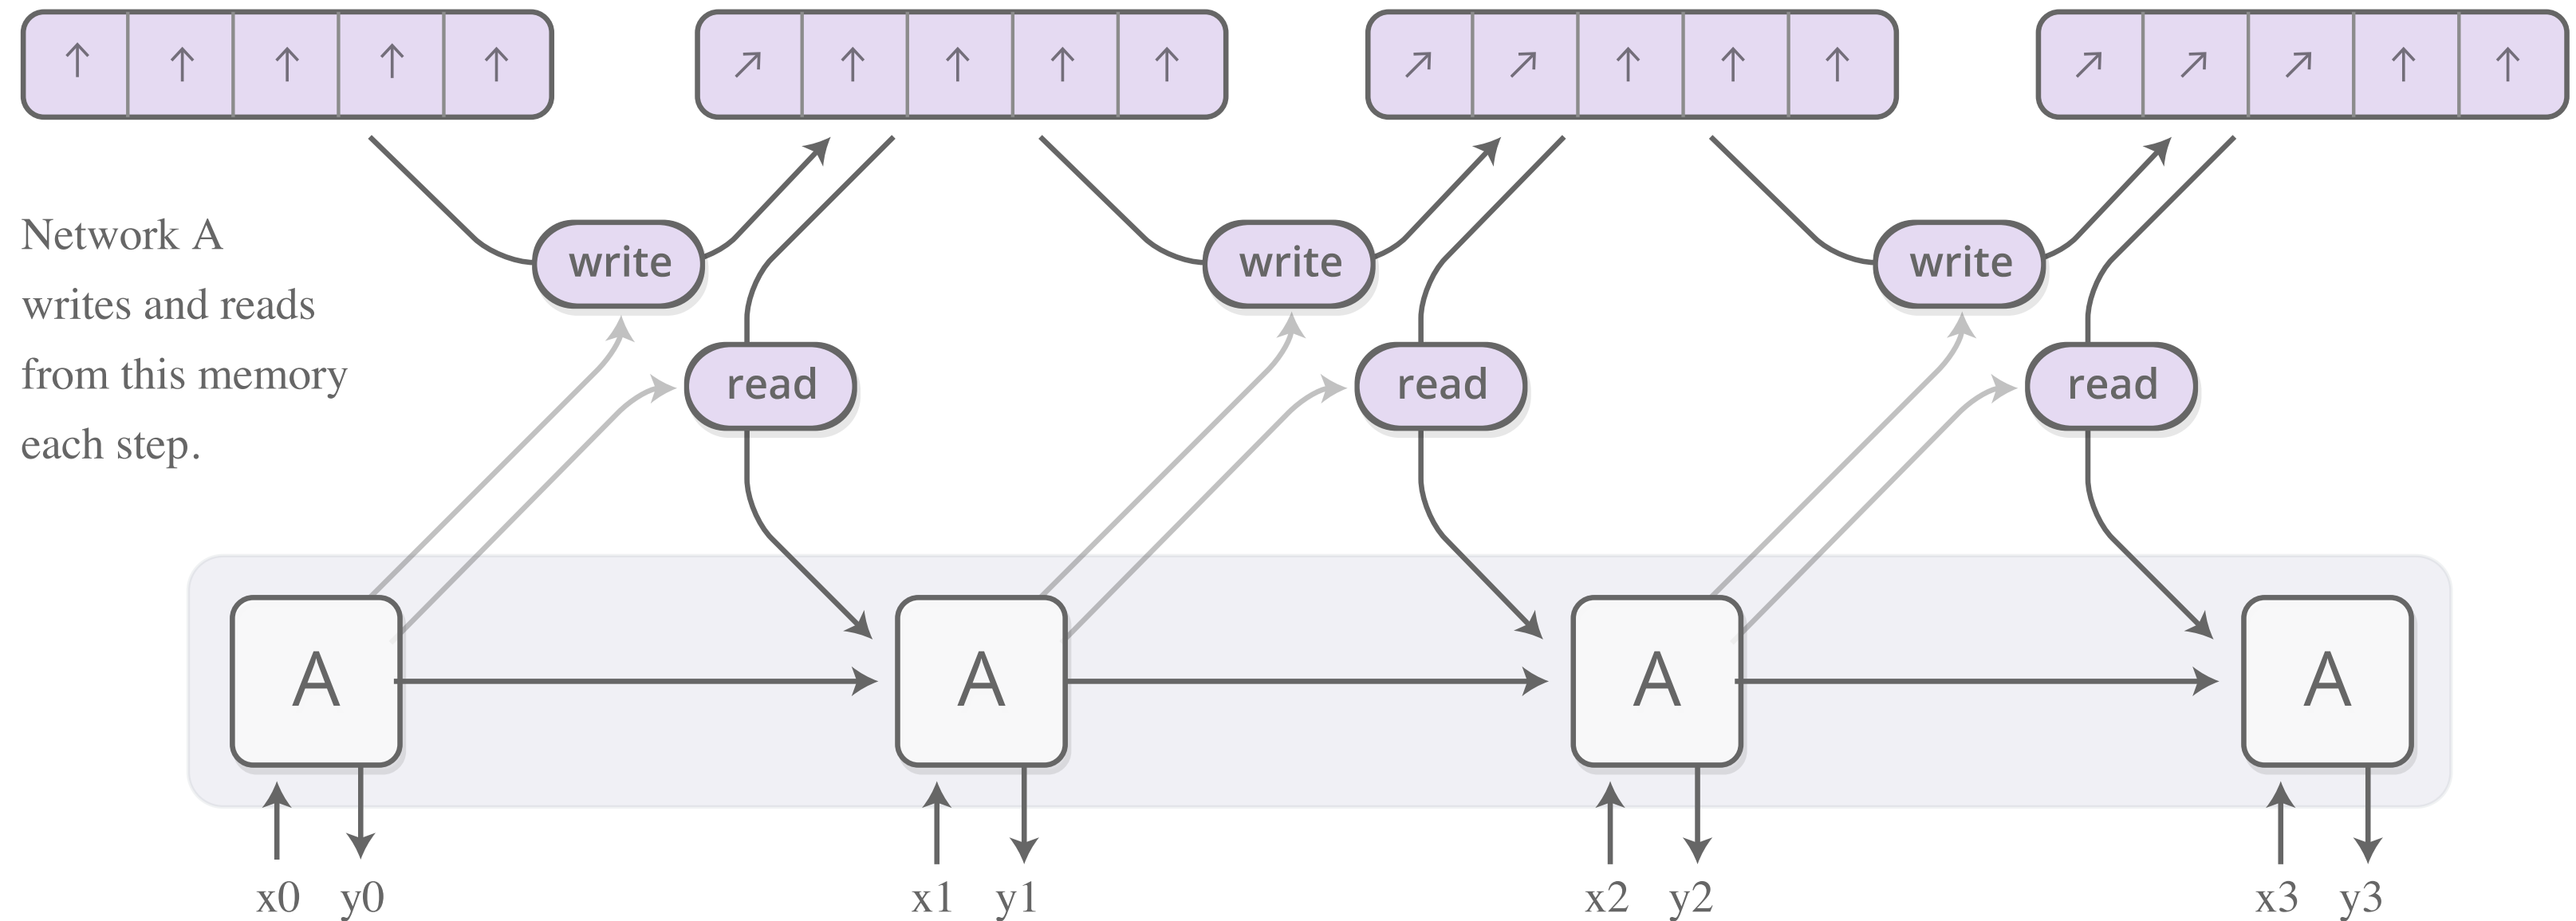 Network A
writes and reads
from this memory
each step.
write
write
write
read
read
read
A
A
A
A
x0 y0
x1 y1
x2 y2
x3 y3